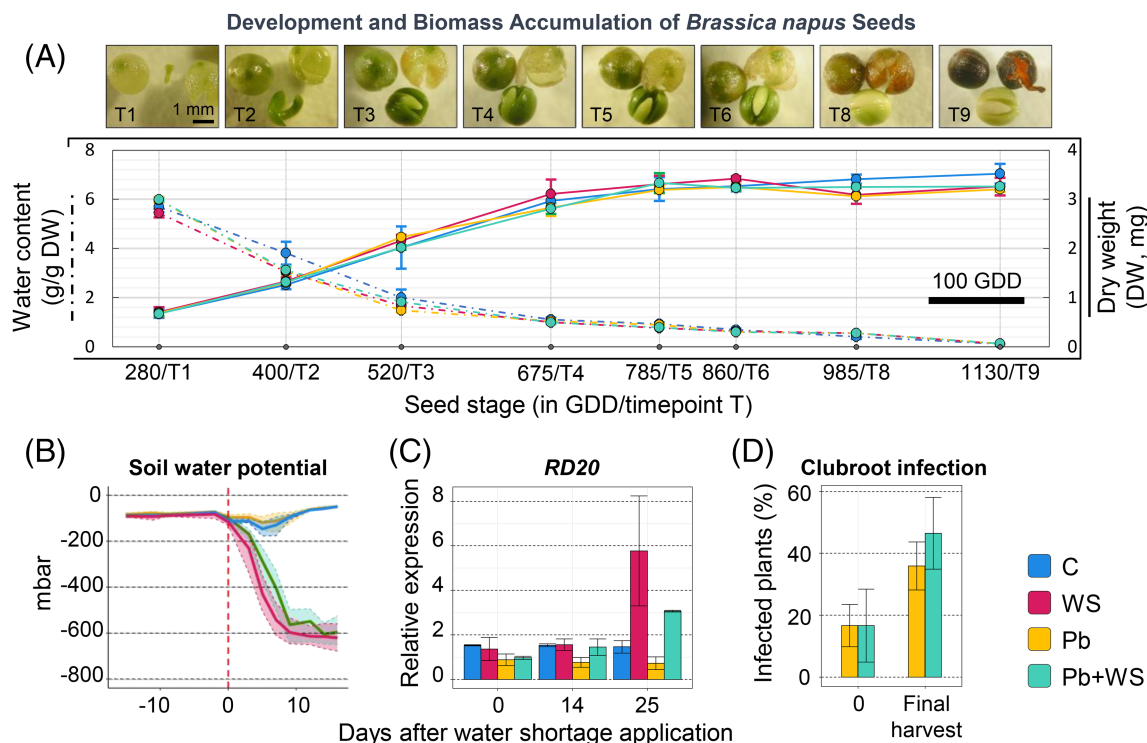 Development and Biomass Accumulation of Brassica napus Seeds
(A)
T1 1 mm T2 T3 T4 T5 T6 T8 T9
Water content
(g/g DW)
8
6
4
2
0
4
3
2
1
0
Dry weight
(DW, mg)
100 GDD
280/T1 400/T2 520/T3 675/T4 785/T5 860/T6 985/T8 1130/T9
Seed stage (in GDD/timepoint T)
(B)
Soil water potential
mbar
0
-200
-400
-600
-800
-10 0 10
(C)
RD20
Relative expression
8
6
4
2
0
0 14 25
Days after water shortage application
(D)
Clubroot infection
Infected plants (%)
60
40
20
0
0 Final
harvest
C
WS
Pb
Pb+WS